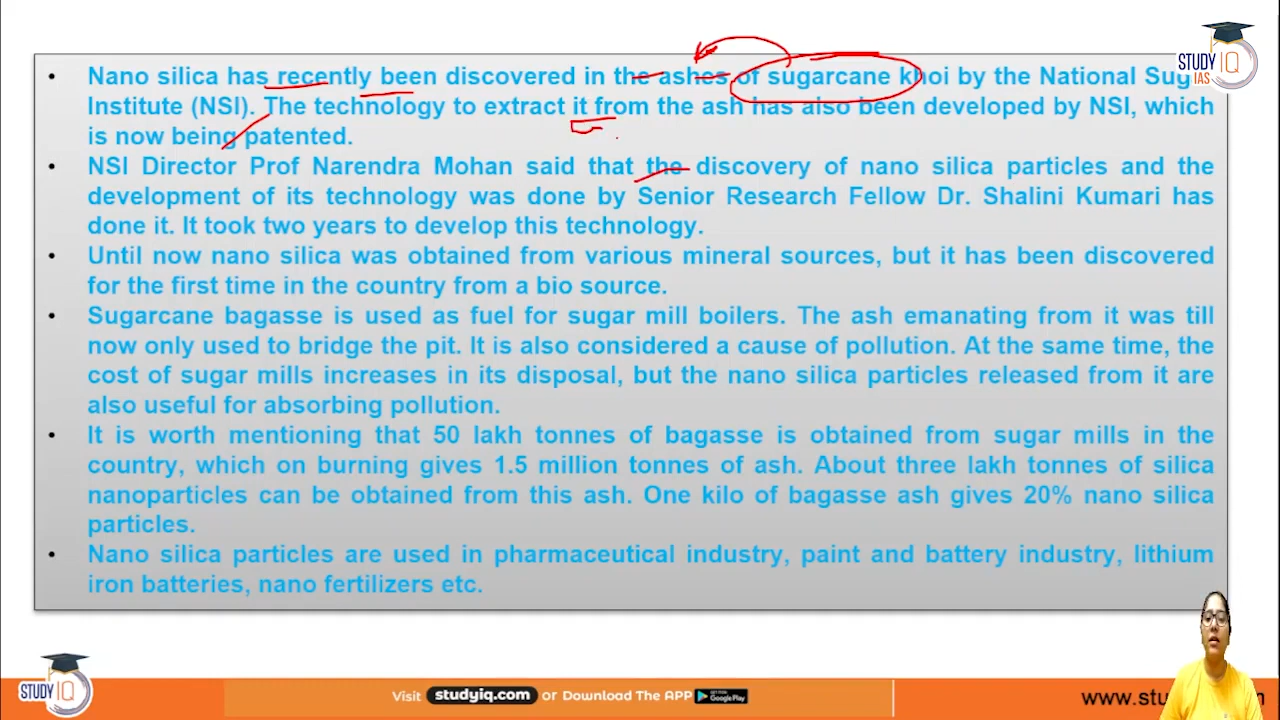 STUDY IQ
IAS
• Nano silica has recently been discovered in the ashes of sugarcane khoi by the National Sug
Institute (NSI). The technology to extract it from the ash has also been developed by NSI, which
is now being patented.
• NSI Director Prof Narendra Mohan said that the discovery of nano silica particles and the
development of its technology was done by Senior Research Fellow Dr. Shalini Kumari has
done it. It took two years to develop this technology.
• Until now nano silica was obtained from various mineral sources, but it has been discovered
for the first time in the country from a bio source.
• Sugarcane bagasse is used as fuel for sugar mill boilers. The ash emanating from it was till
now only used to bridge the pit. It is also considered a cause of pollution. At the same time, the
cost of sugar mills increases in its disposal, but the nano silica particles released from it are
also useful for absorbing pollution.
• It is worth mentioning that 50 lakh tonnes of bagasse is obtained from sugar mills in the
country, which on burning gives 1.5 million tonnes of ash. About three lakh tonnes of silica
nanoparticles can be obtained from this ash. One kilo of bagasse ash gives 20% nano silica
particles.
• Nano silica particles are used in pharmaceutical industry, paint and battery industry, lithium
iron batteries, nano fertilizers etc.
STUDY IQ
Visit studyiq.com or Download The APP GET IT ON Google Play
www.stu